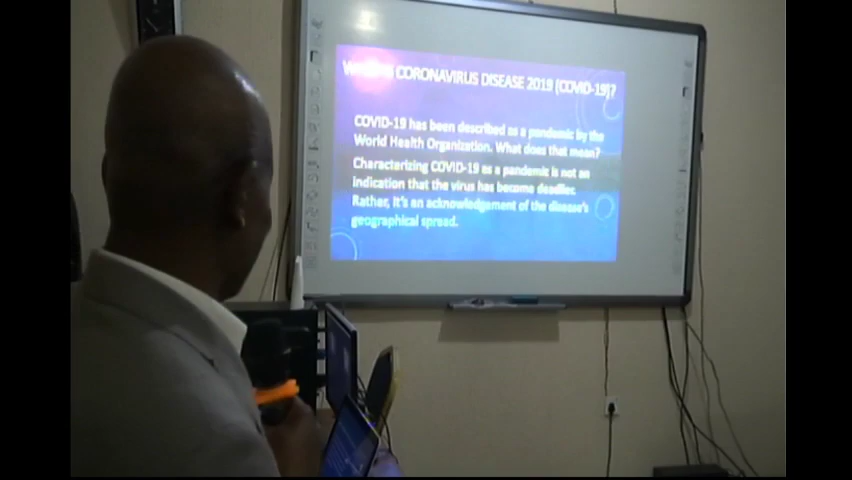 CORONAVIRUS DISEASE 2019 (COVID-19)?
COVID-19 has been described as a pandemic by the
World Health Organization. What does that mean?
Characterizing COVID-19 as a pandemic is not an
indication that the virus has become deadlier.
Rather, it's an acknowledgement of the disease's
geographical spread.